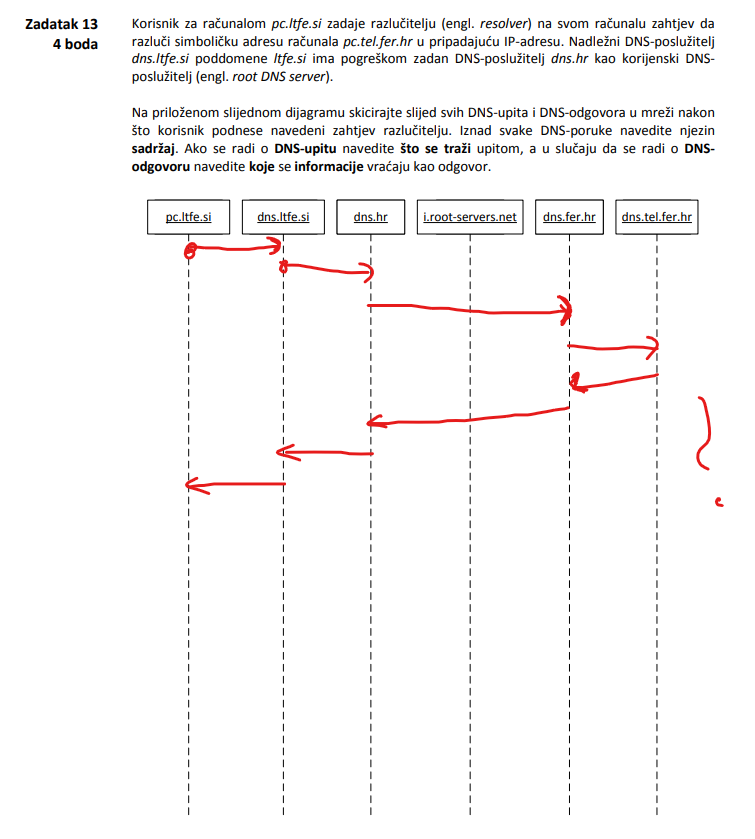 Zadatak 13
4 boda
Korisnik za računalom pc.ltfe.si zadaje razlučitelju (engl. resolver) na svom računalu zahtjev da
razluči simboličku adresu računala pc.tel.fer.hr u pripadajuću IP-adresu. Nadležni DNS-poslužitelj
dns.ltfe.si poddomene ltfe.si ima pogreškom zadan DNS-poslužitelj dns.hr kao korijenski DNS-
poslužitelj (engl. root DNS server).
Na priloženom slijednom dijagramu skicirajte slijed svih DNS-upita i DNS-odgovora u mreži nakon
što korisnik podnese navedeni zahtjev razlučitelju. Iznad svake DNS-poruke navedite njezin
sadržaj. Ako se radi o DNS-upitu navedite što se traži upitom, a u slučaju da se radi o DNS-
odgovoru navedite koje se informacije vraćaju kao odgovor.
pc.ltfe.si dns.ltfe.si dns.hr i.root-servers.net dns.fer.hr dns.tel.fer.hr